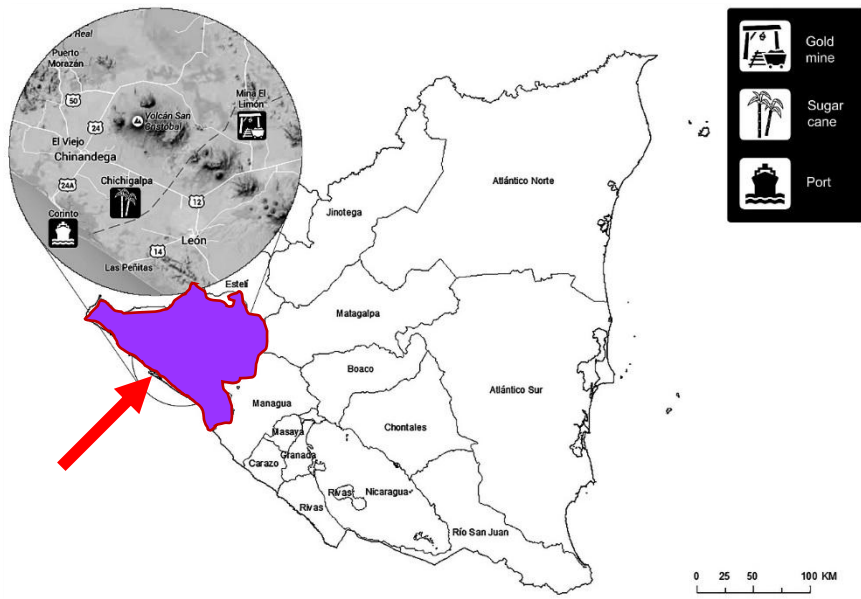 Real
Puerto
Morazán
50
24
Volcán San
Cristobal
Mina El
Limón
El Viejo
Chinandega
24A
Chichigalpa
12
Corinto
León
14
Las Peñitas
Estelí
Jinotega
Atlántico Norte
Matagalpa
Boaco
Atlántico Sur
Managua
Masaya
Chontales
Granada
Carazo
Rivas
Nicaragua
Rivas
Río San Juan
Gold
mine
Sugar
cane
Port
0 25 50 100 KM